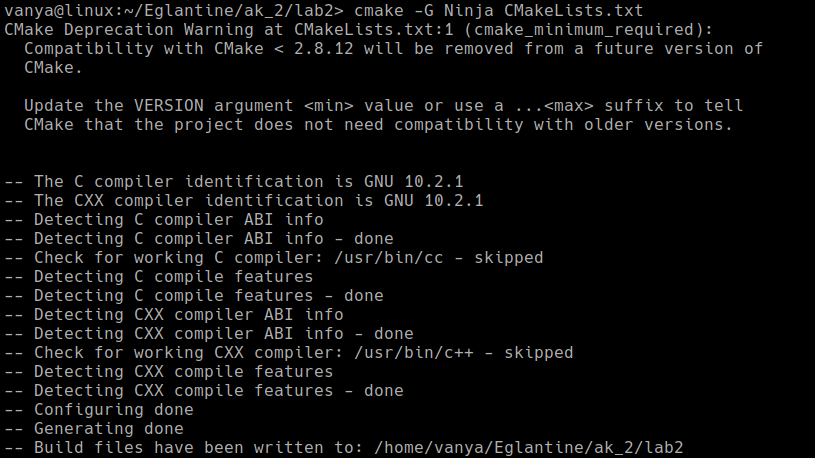 vanya@linux:~/Eglantine/ak_2/lab2> cmake -G Ninja CMakeLists.txt
CMake Deprecation Warning at CMakeLists.txt:1 (cmake_minimum_required):
  Compatibility with CMake < 2.8.12 will be removed from a future version of
  CMake.

  Update the VERSION argument <min> value or use a ...<max> suffix to tell
  CMake that the project does not need compatibility with older versions.


-- The C compiler identification is GNU 10.2.1
-- The CXX compiler identification is GNU 10.2.1
-- Detecting C compiler ABI info
-- Detecting C compiler ABI info - done
-- Check for working C compiler: /usr/bin/cc - skipped
-- Detecting C compile features
-- Detecting C compile features - done
-- Detecting CXX compiler ABI info
-- Detecting CXX compiler ABI info - done
-- Check for working CXX compiler: /usr/bin/c++ - skipped
-- Detecting CXX compile features
-- Detecting CXX compile features - done
-- Configuring done
-- Generating done
-- Build files have been written to: /home/vanya/Eglantine/ak_2/lab2